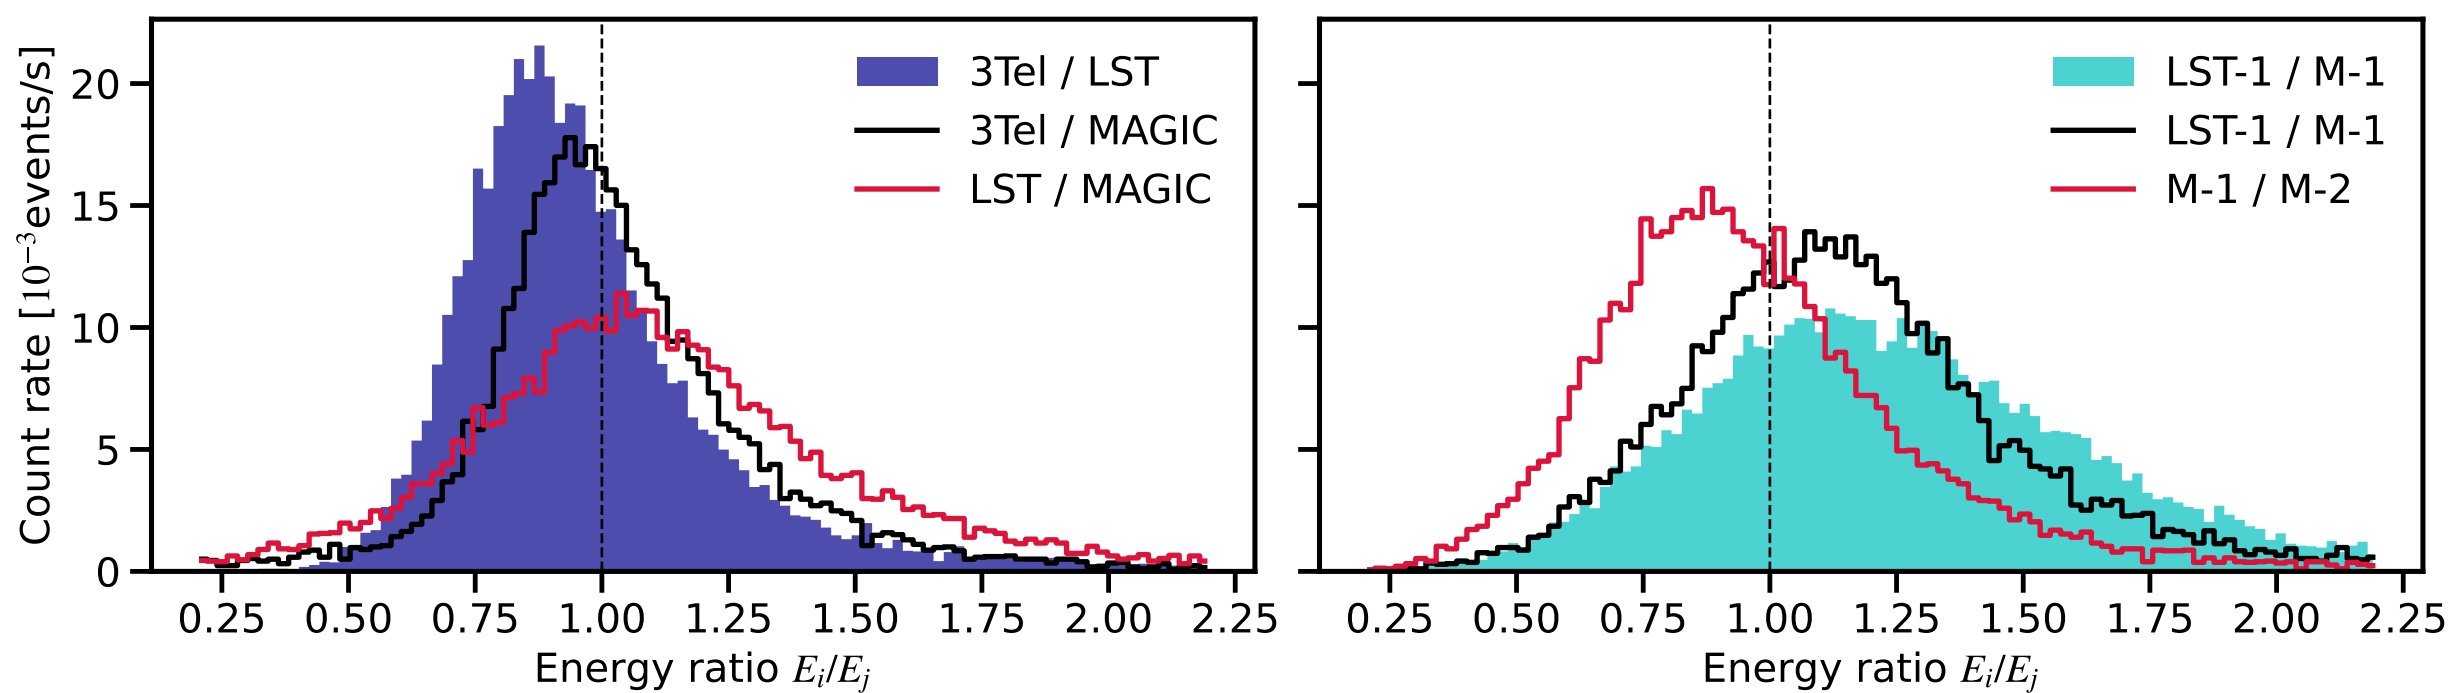 Count rate [10⁻³events/s]
20
15
10
5
0
3Tel / LST
3Tel / MAGIC
LST / MAGIC
0.25 0.50 0.75 1.00 1.25 1.50 1.75 2.00 2.25
Energy ratio Eᵢ/Eⱼ
LST-1 / M-1
LST-1 / M-1
M-1 / M-2
0.25 0.50 0.75 1.00 1.25 1.50 1.75 2.00 2.25
Energy ratio Eᵢ/Eⱼ